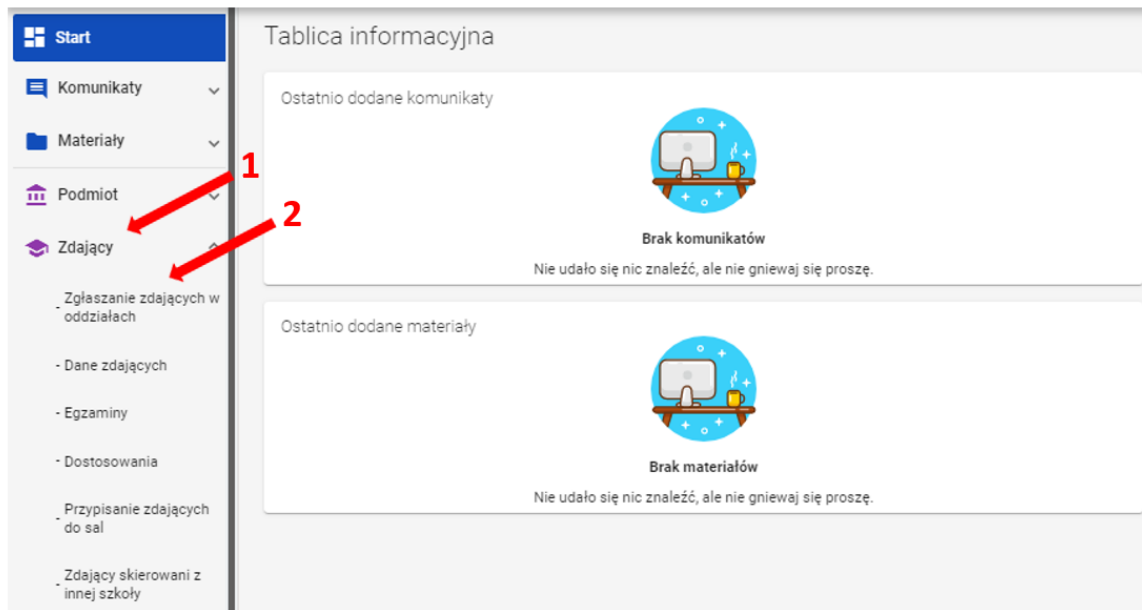 Start
Komunikaty
Materiały
Podmiot
Zdający
- Zgłaszanie zdających w
oddziałach
- Dane zdających
- Egzaminy
- Dostosowania
- Przypisanie zdających
do sal
- Zdający skierowani z
innej szkoły
1
2
Tablica informacyjna
Ostatnio dodane komunikaty
Brak komunikatów
Nie udało się nic znaleźć, ale nie gniewaj się proszę.
Ostatnio dodane materiały
Brak materiałów
Nie udało się nic znaleźć, ale nie gniewaj się proszę.